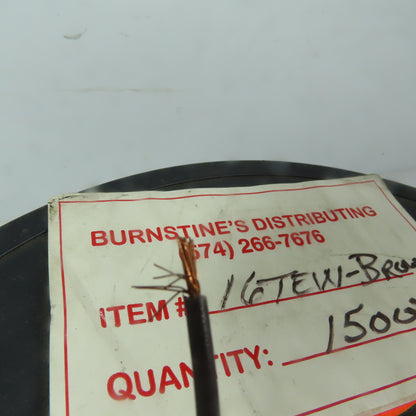 BURNSTINE'S DISTRIBUTING
574) 266-7676
ITEM # 16TEW-Brow
QUANTITY: 1500